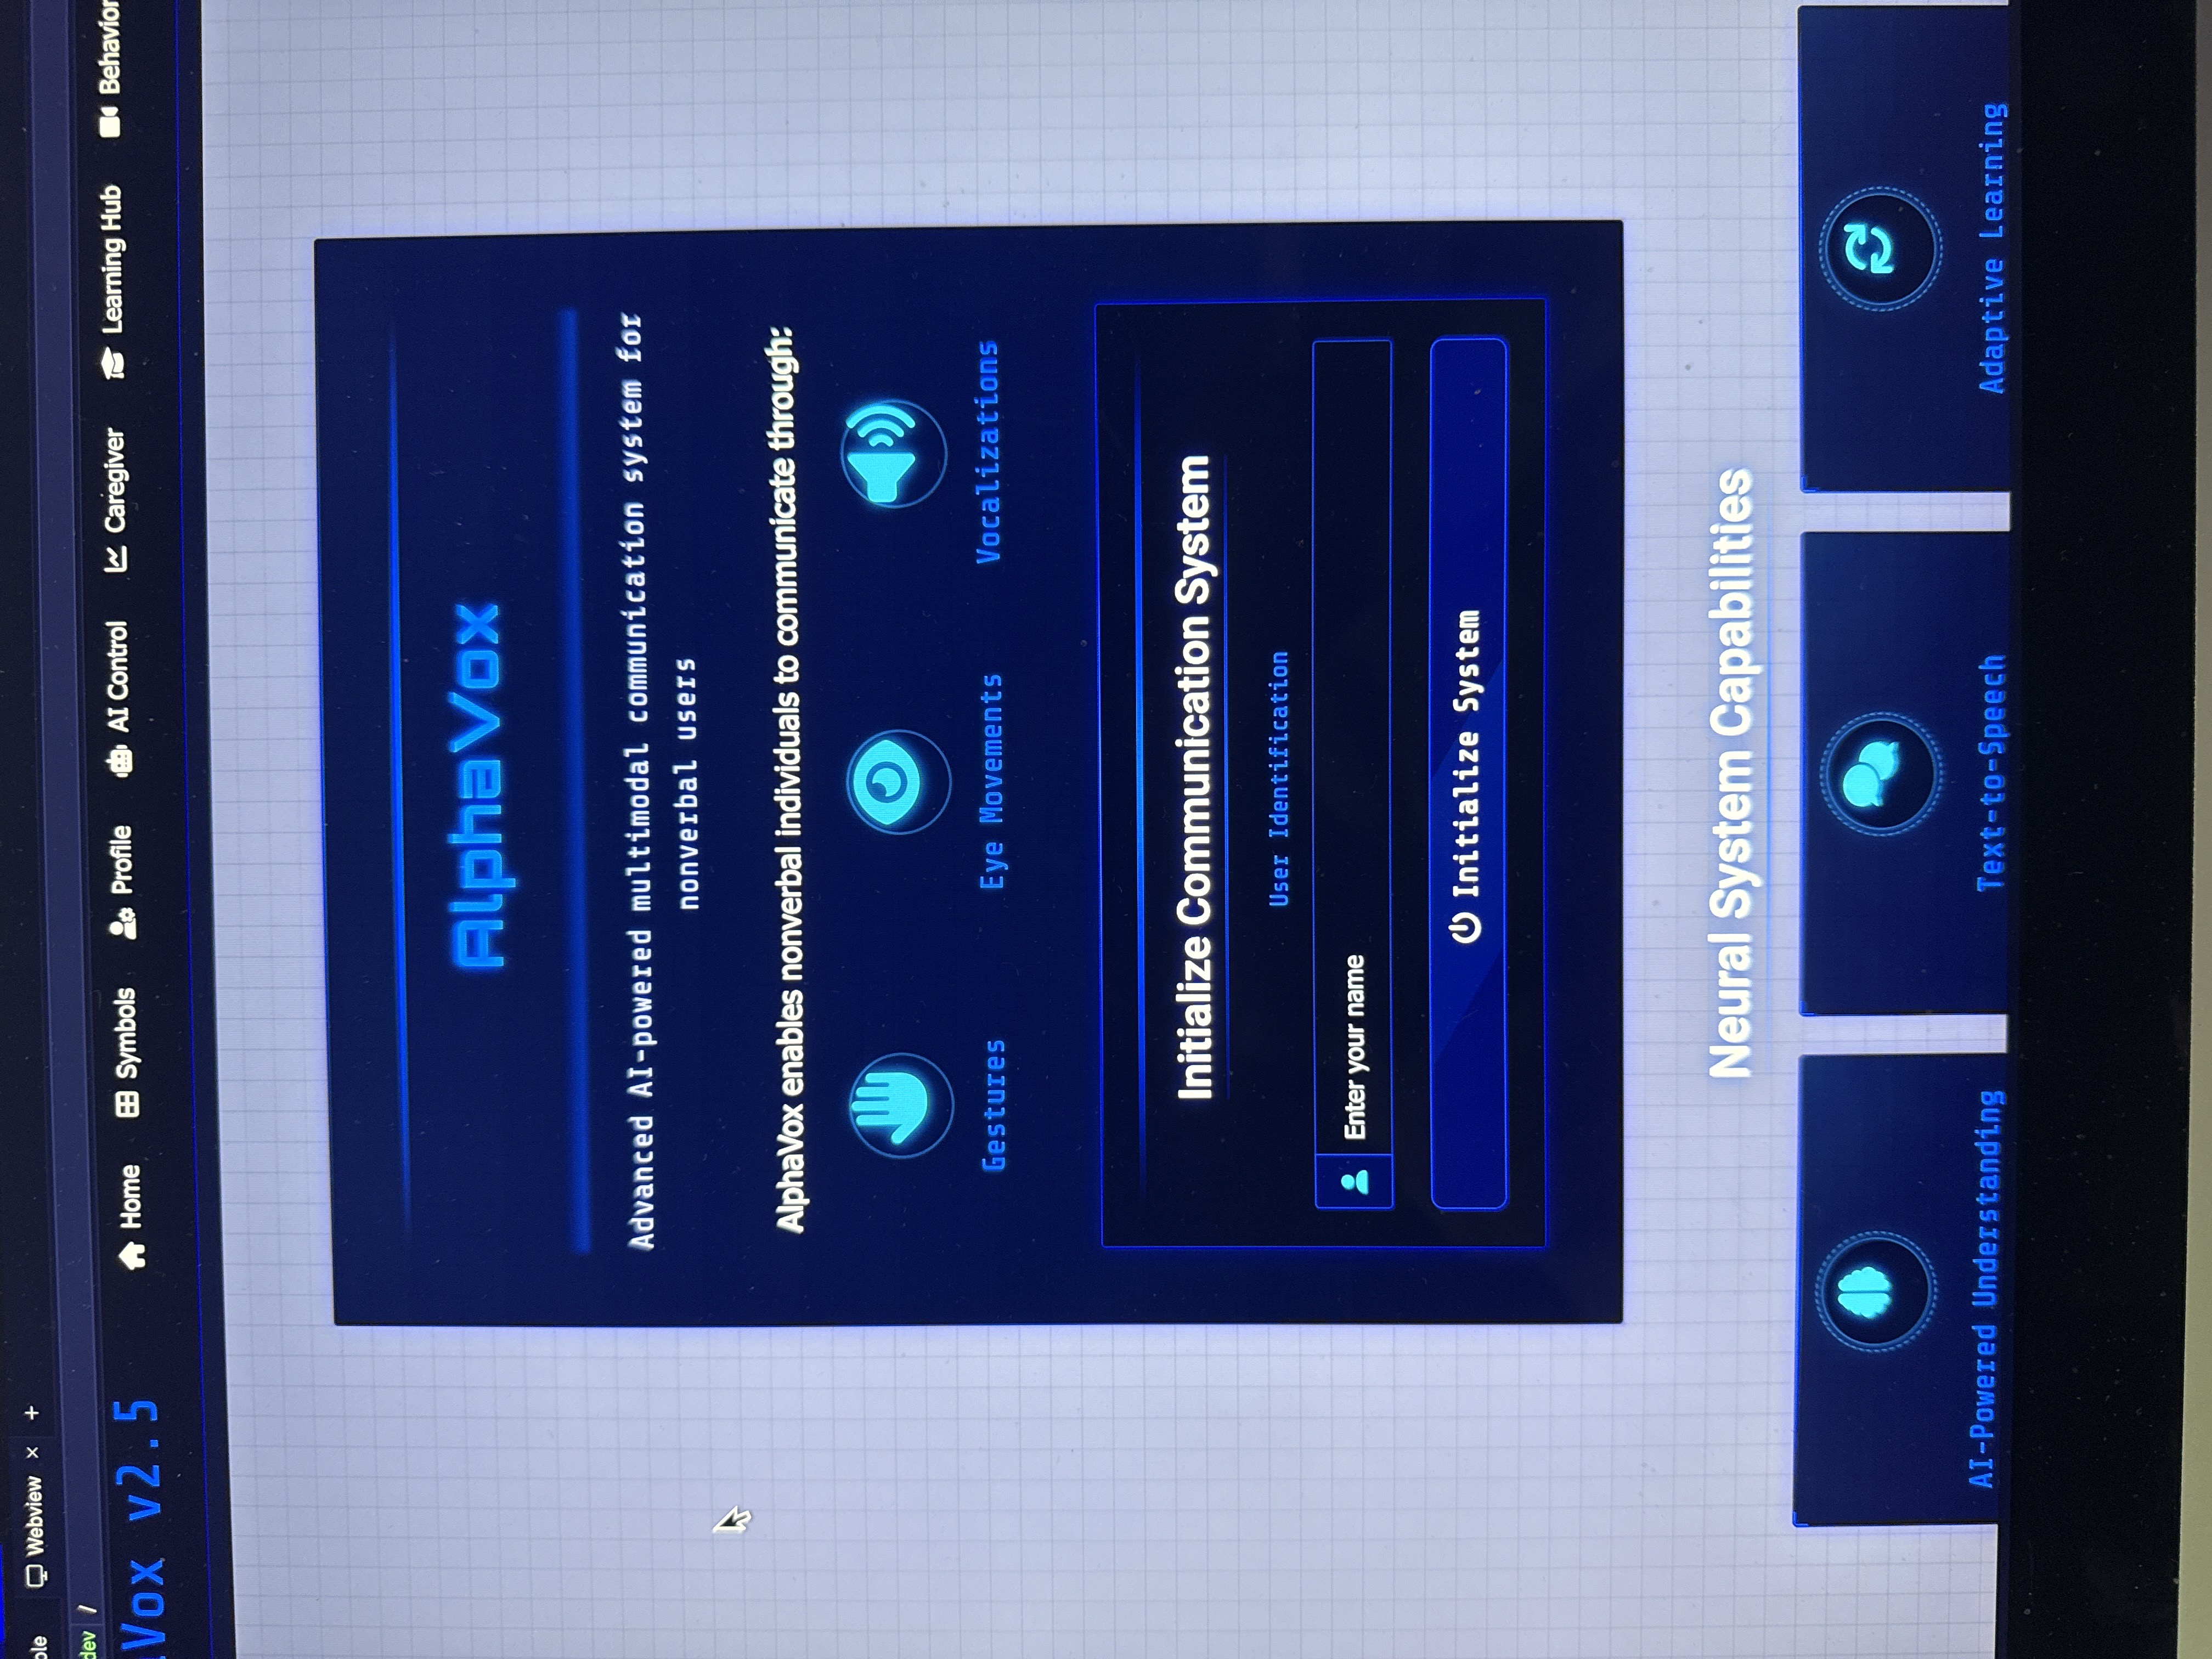 Webview
dev /
Vox v2.5
Home
Symbols
Profile
AI Control
Caregiver
Learning Hub
Behavior
AlphaVox
Advanced AI-powered multimodal communication system for
nonverbal users
AlphaVox enables nonverbal individuals to communicate through:
Gestures
Eye Movements
Vocalizations
Initialize Communication System
User Identification
Enter your name
Initialize System
Neural System Capabilities
AI-Powered Understanding
Text-to-Speech
Adaptive Learning